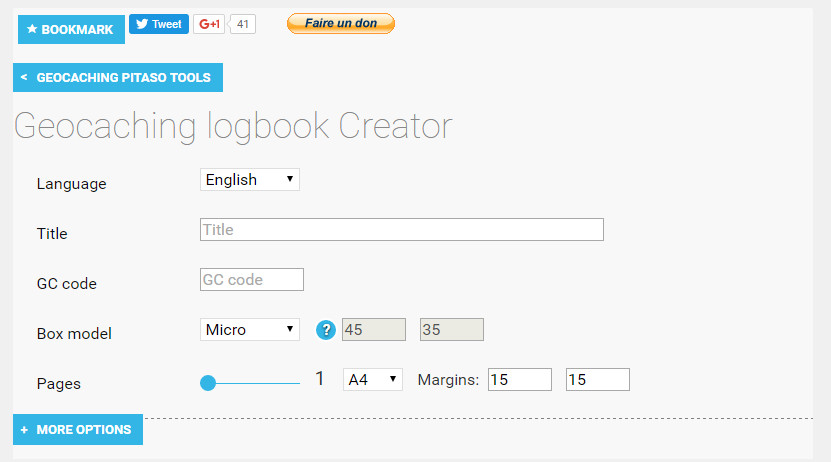 ★ BOOKMARK Tweet G+1 41 Faire un don
< GEOCACHING PITASO TOOLS
Geocaching logbook Creator
Language English
Title Title
GC code GC code
Box model Micro ? 45 35
Pages 1 A4 Margins: 15 15
+ MORE OPTIONS